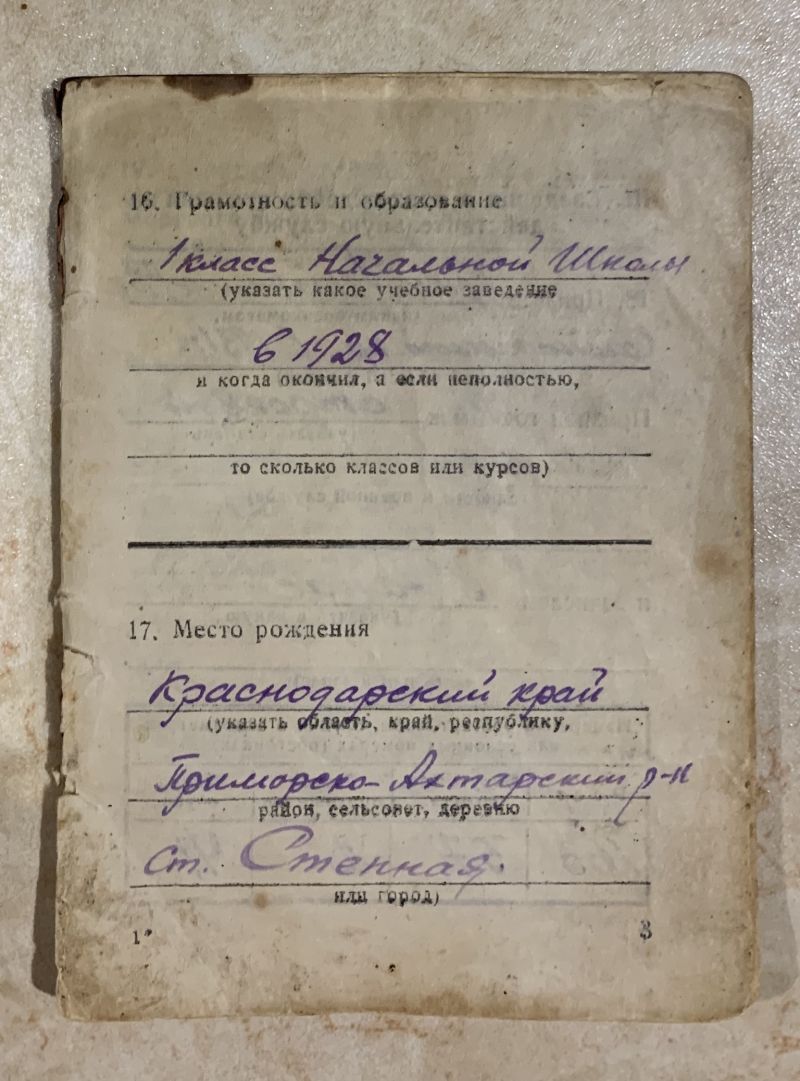 16. Грамотность и образование
1 класс Начальной Школы
(указать какое учебное заведение
в 1928
и когда окончил, а если неполностью,
то сколько классов или курсов)
17. Место рождения
Краснодарский край
(указать область, край, республику,
Приморско-Ахтарский р-н
район, сельсовет, деревню
ст. Степная.
или город)
1* 3